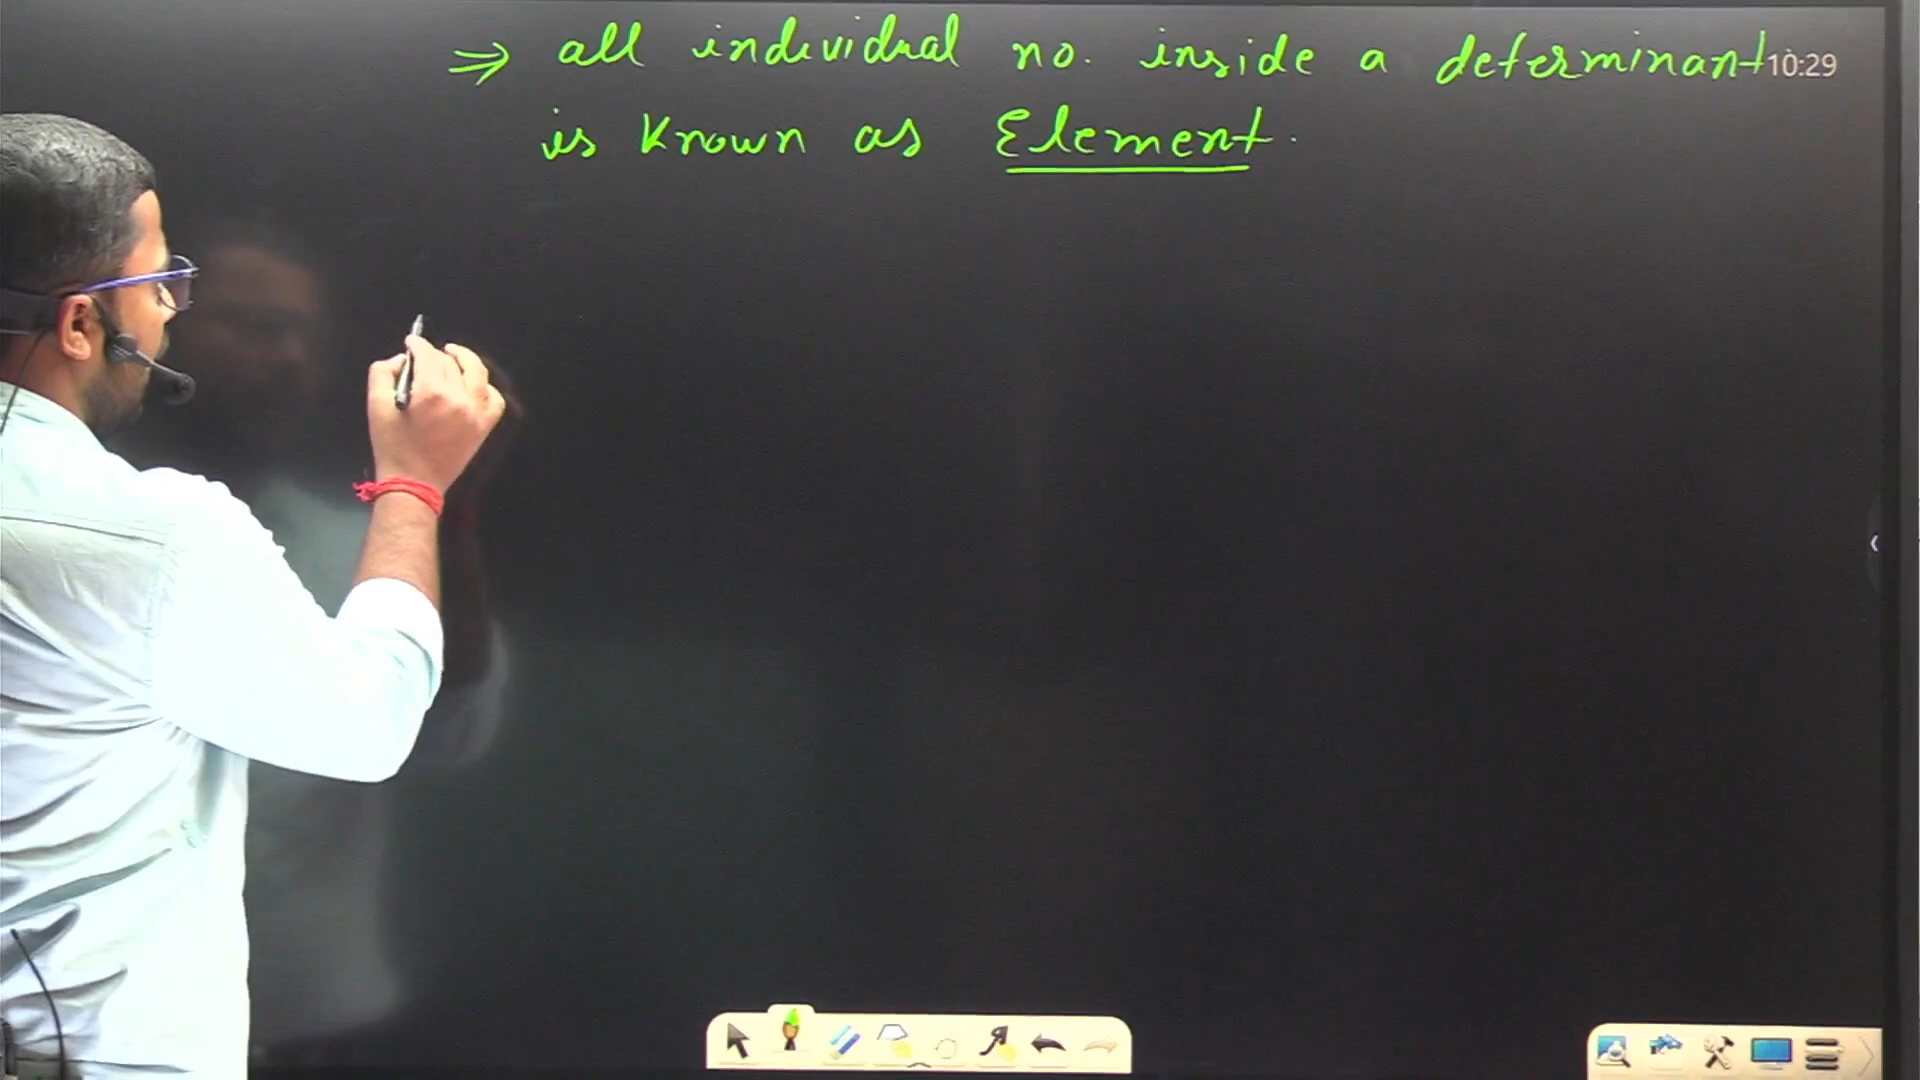 ⇒ all individual no. inside a determinant
10:29
is known as Element.